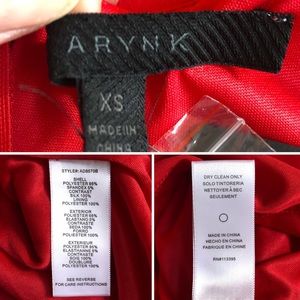 ARYNK
XS
MADE IN
CHINA
STYLE#: AD8570B
SHELL
POLYESTER 95%
SPANDEX 5%
CONTRAST
SILK 100%
LINING
POLYESTER 100%
EXTERIOR
POLIESTER 95%
ELASTANO 5%
CONTRASTE
SEDA 100%
FORRO
POLIESTER 100%
EXTERIEUR
POLYESTER 95%
ELASTHANNE 5%
CONTRASTE
SOIE 100%
DOUBLURE
POLYESTER 100%
SEE REVERSE
FOR CARE INSTRUCTIONS
DRY CLEAN ONLY
SOLO TINTORERIA
NETTOYER À SEC
SEULEMENT
MADE IN CHINA
HECHO EN CHINA
FABRIQUÉ EN CHINE
RN#113395